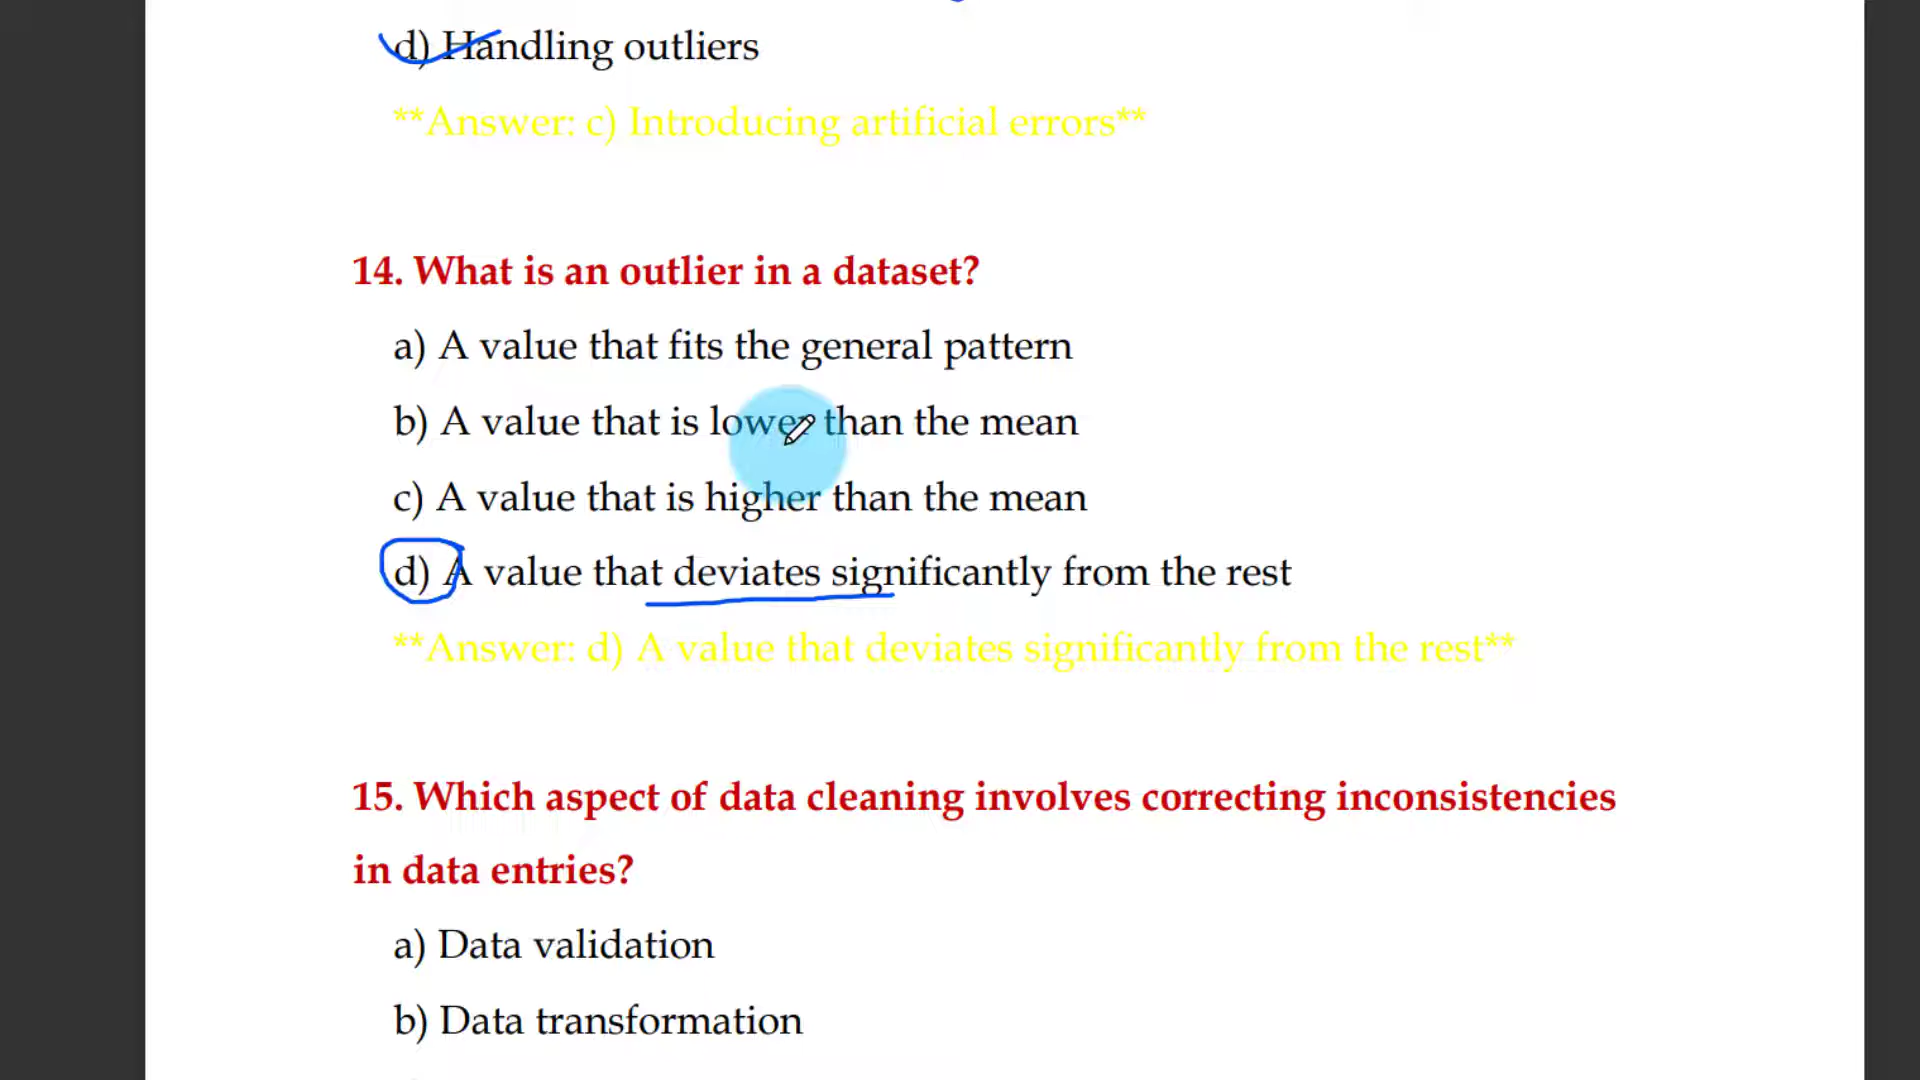 d) Handling outliers
**Answer: c) Introducing artificial errors**
14. What is an outlier in a dataset?
a) A value that fits the general pattern
b) A value that is lower than the mean
c) A value that is higher than the mean
d) A value that deviates significantly from the rest
**Answer: d) A value that deviates significantly from the rest**
15. Which aspect of data cleaning involves correcting inconsistencies
in data entries?
a) Data validation
b) Data transformation